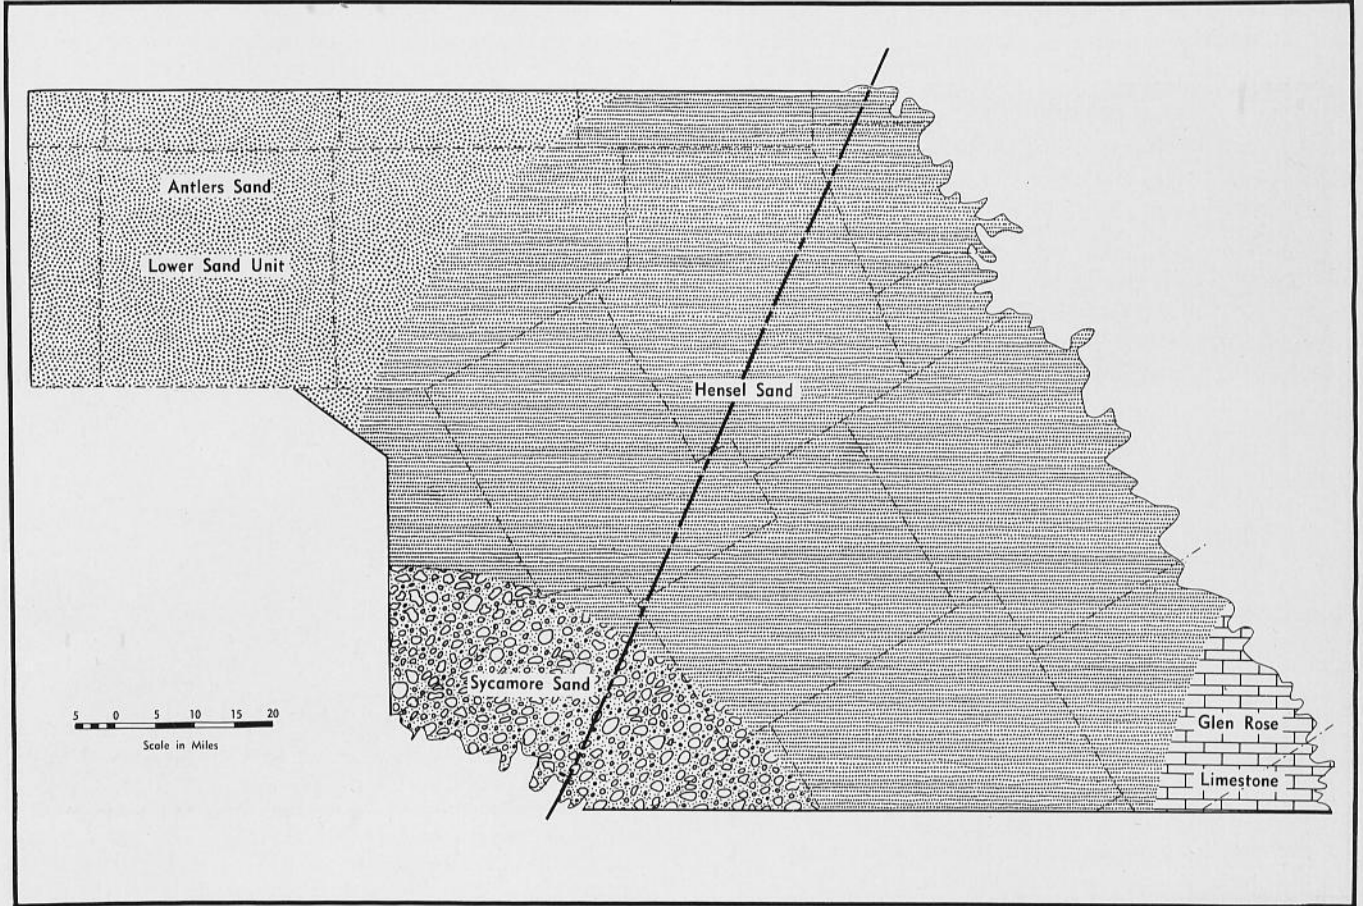 Antlers Sand
Lower Sand Unit
Hensel Sand
Sycamore Sand
Glen Rose
Limestone
5 0 5 10 15 20
Scale in Miles